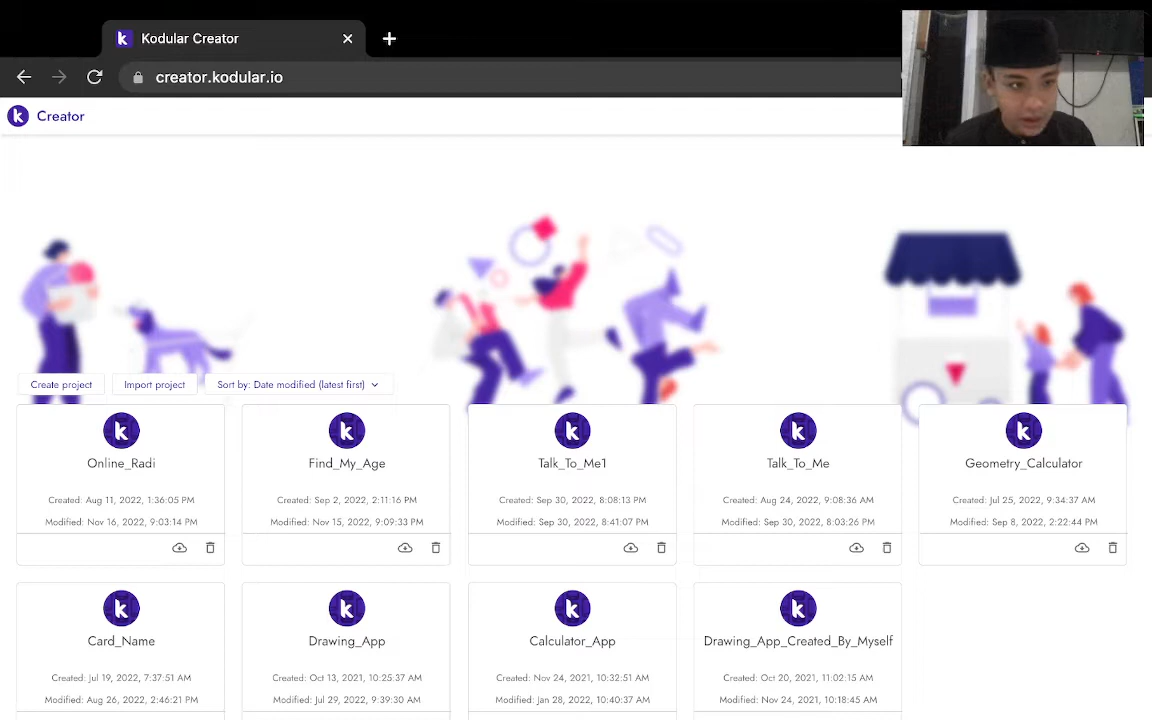 Kodular Creator
creator.kodular.io
Creator
Create project
Import project
Sort by: Date modified (latest first)
Online_Radi
Created: Aug 11, 2022, 1:36:05 PM
Modified: Nov 16, 2022, 9:03:14 PM
Find_My_Age
Created: Sep 2, 2022, 2:11:16 PM
Modified: Nov 15, 2022, 9:09:33 PM
Talk_To_Me1
Created: Sep 30, 2022, 8:08:13 PM
Modified: Sep 30, 2022, 8:41:07 PM
Talk_To_Me
Created: Aug 24, 2022, 9:08:36 AM
Modified: Sep 30, 2022, 8:03:26 PM
Geometry_Calculator
Created: Jul 25, 2022, 9:34:37 AM
Modified: Sep 8, 2022, 2:22:44 PM
Card_Name
Created: Jul 19, 2022, 7:37:51 AM
Modified: Aug 26, 2022, 2:46:21 PM
Drawing_App
Created: Oct 13, 2021, 10:25:37 AM
Modified: Jul 29, 2022, 9:39:30 AM
Calculator_App
Created: Nov 24, 2021, 10:32:51 AM
Modified: Jan 28, 2022, 10:40:37 AM
Drawing_App_Created_By_Myself
Created: Oct 20, 2021, 11:02:15 AM
Modified: Nov 24, 2021, 10:18:45 AM